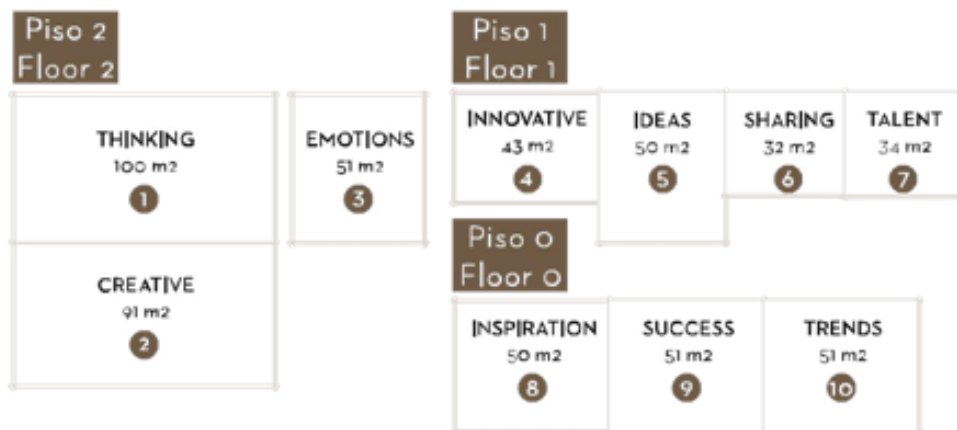 Piso 2
Floor 2
THINKING
100 m2
1
EMOTIONS
51 m2
3
CREATIVE
91 m2
2
Piso 1
Floor 1
INNOVATIVE
43 m2
4
IDEAS
50 m2
5
SHARING
32 m2
6
TALENT
34 m2
7
Piso 0
Floor 0
INSPIRATION
50 m2
8
SUCCESS
51 m2
9
TRENDS
51 m2
10